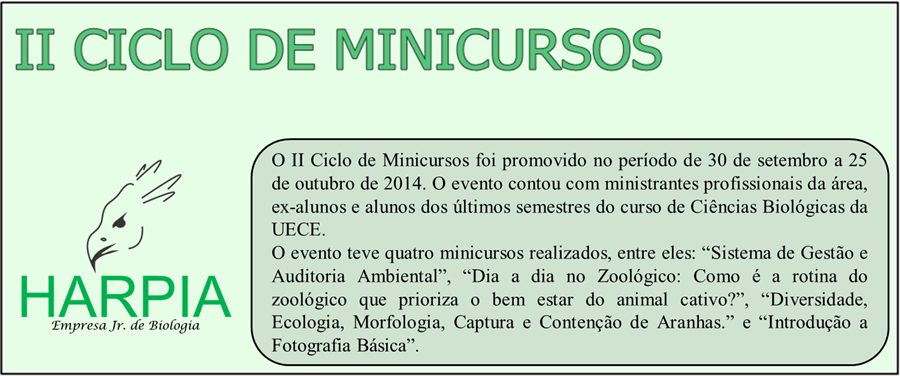 II CICLO DE MINICURSOS
O II Ciclo de Minicursos foi promovido no período de 30 de setembro a 25
de outubro de 2014. O evento contou com ministrantes profissionais da área,
ex-alunos e alunos dos últimos semestres do curso de Ciências Biológicas da
UECE.
O evento teve quatro minicursos realizados, entre eles: “Sistema de Gestão e
Auditoria Ambiental”, “Dia a dia no Zoológico: Como é a rotina do
zoológico que prioriza o bem estar do animal cativo?”, “Diversidade,
Ecologia, Morfologia, Captura e Contenção de Aranhas.” e “Introdução a
Fotografia Básica”.
HARPIA
Empresa Jr. de Biologia